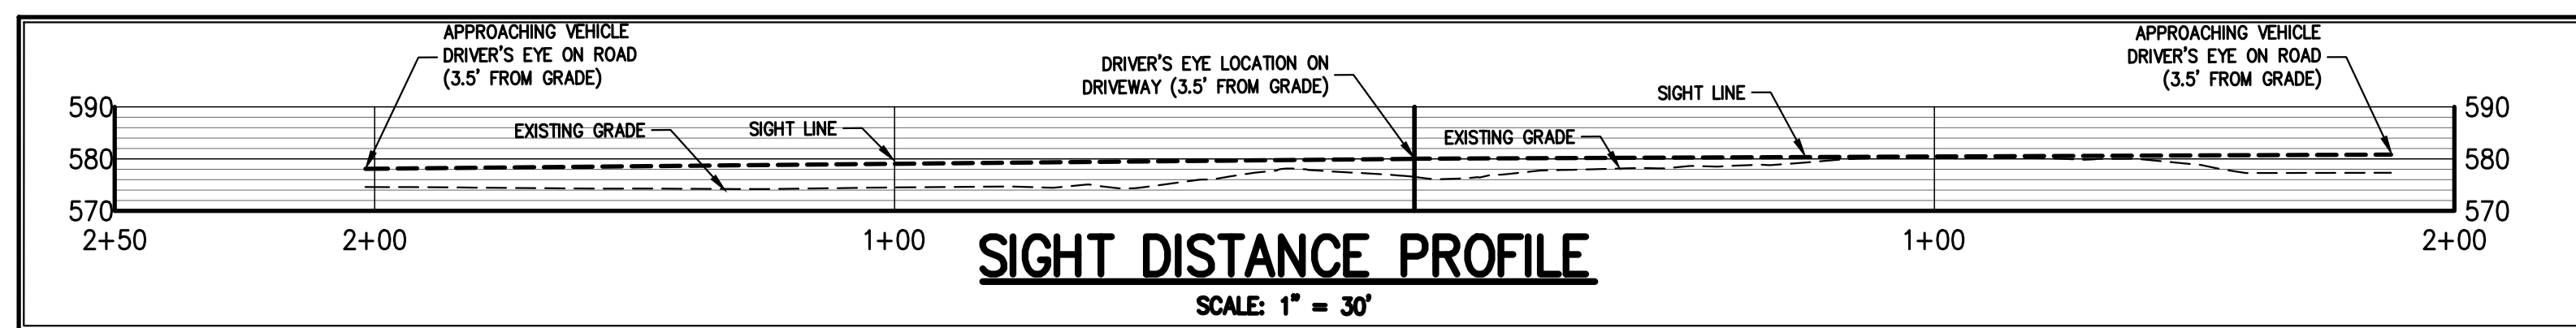 APPROACHING VEHICLE
DRIVER'S EYE ON ROAD
(3.5' FROM GRADE)
DRIVER'S EYE LOCATION ON
DRIVEWAY (3.5' FROM GRADE)
APPROACHING VEHICLE
DRIVER'S EYE ON ROAD
(3.5' FROM GRADE)
SIGHT LINE
EXISTING GRADE
SIGHT LINE
EXISTING GRADE
590
580
570
590
580
570
2+50
2+00
1+00
1+00
2+00
SIGHT DISTANCE PROFILE
SCALE: 1" = 30'